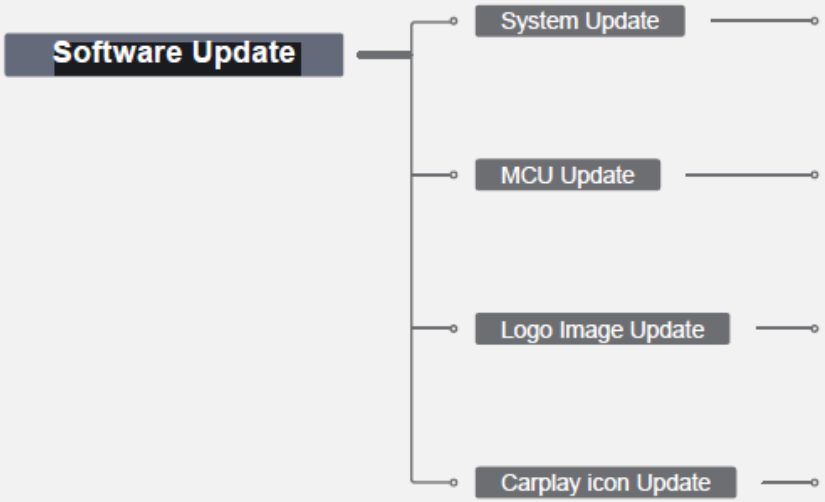 Software Update
System Update
MCU Update
Logo Image Update
Carplay icon Update